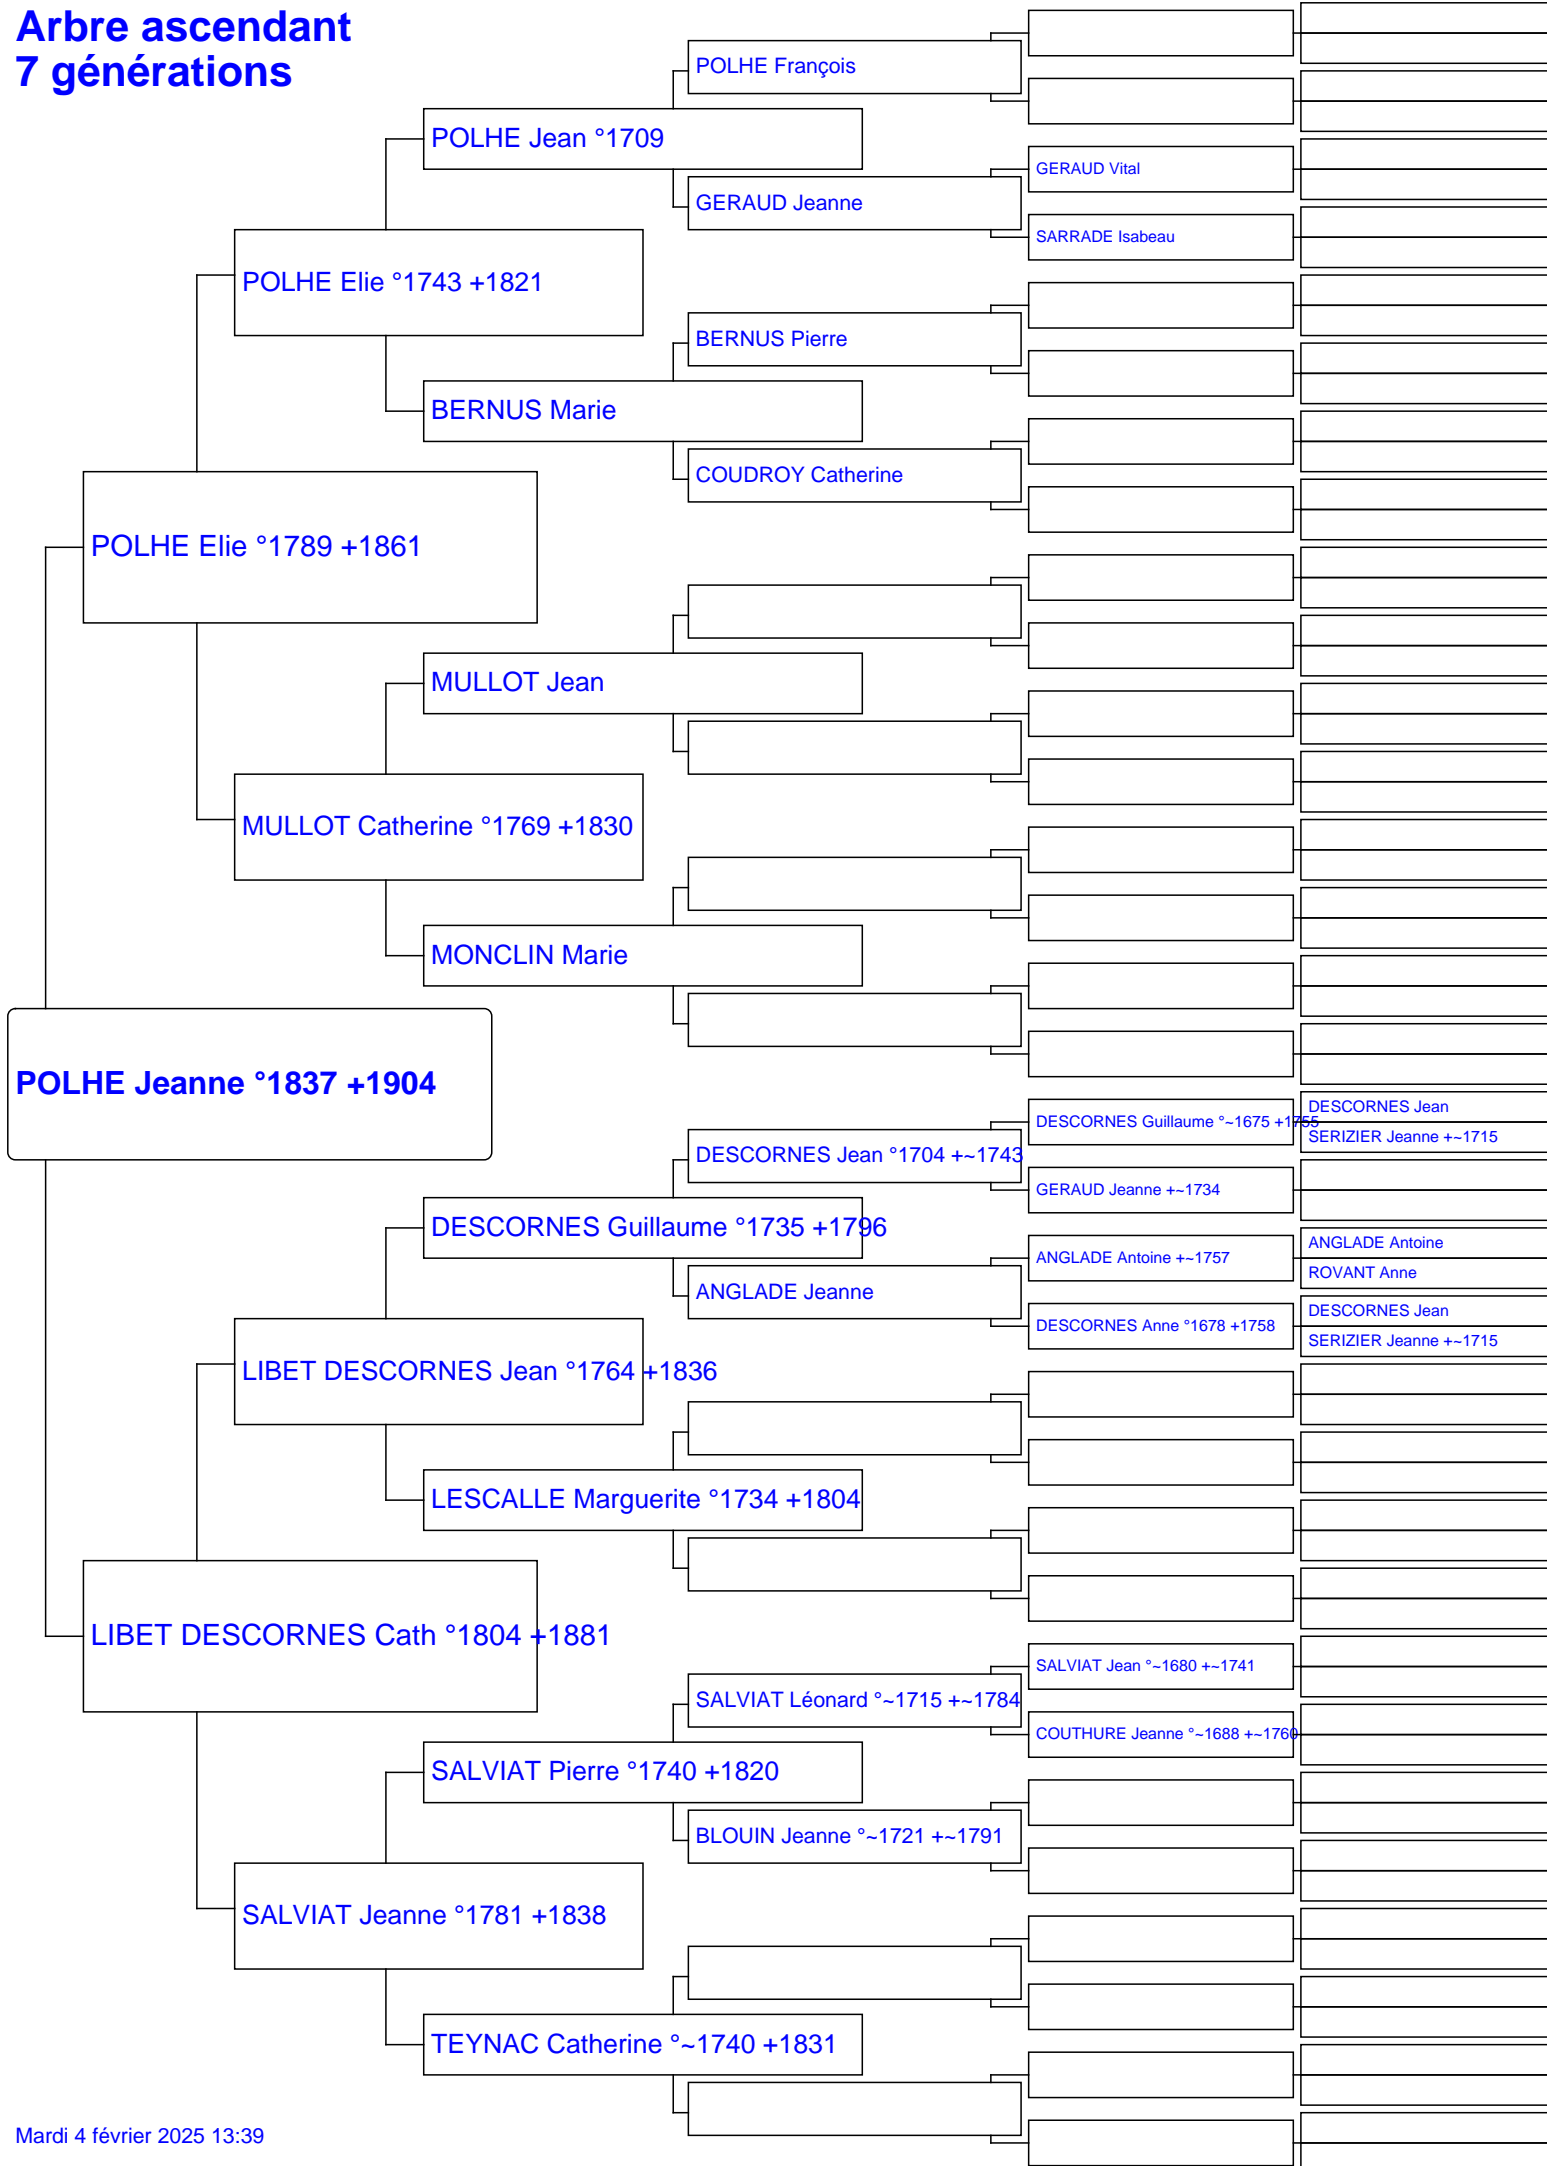 Arbre ascendant
7 générations
POLHE François
POLHE Jean °1709
GERAUD Vital
GERAUD Jeanne
SARRADE Isabeau
POLHE Elie °1743 +1821
BERNUS Pierre
BERNUS Marie
COUDROY Catherine
POLHE Elie °1789 +1861
MULLOT Jean
MULLOT Catherine °1769 +1830
MONCLIN Marie
POLHE Jeanne °1837 +1904
DESCORNES Jean
DESCORNES Guillaume °~1675 +1755
SERIZIER Jeanne +~1715
DESCORNES Jean °1704 +~1743
GERAUD Jeanne +~1734
DESCORNES Guillaume °1735 +1796
ANGLADE Antoine
ANGLADE Antoine +~1757
ROVANT Anne
ANGLADE Jeanne
DESCORNES Jean
DESCORNES Anne °1678 +1758
SERIZIER Jeanne +~1715
LIBET DESCORNES Jean °1764 +1836
LESCALLE Marguerite °1734 +1804
LIBET DESCORNES Cath °1804 +1881
SALVIAT Jean °~1680 +~1741
SALVIAT Léonard °~1715 +~1784
COUTHURE Jeanne °~1688 +~1760
SALVIAT Pierre °1740 +1820
BLOUIN Jeanne °~1721 +~1791
SALVIAT Jeanne °1781 +1838
TEYNAC Catherine °~1740 +1831
Mardi 4 février 2025 13:39